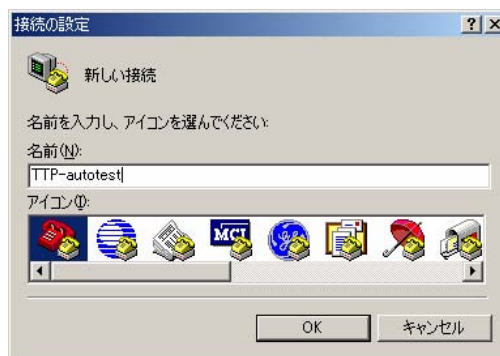 接続の設定
新しい接続
名前を入力し、アイコンを選んでください:
名前(N):
TTP-autotest
アイコン(I):
MCI
OK
キャンセル